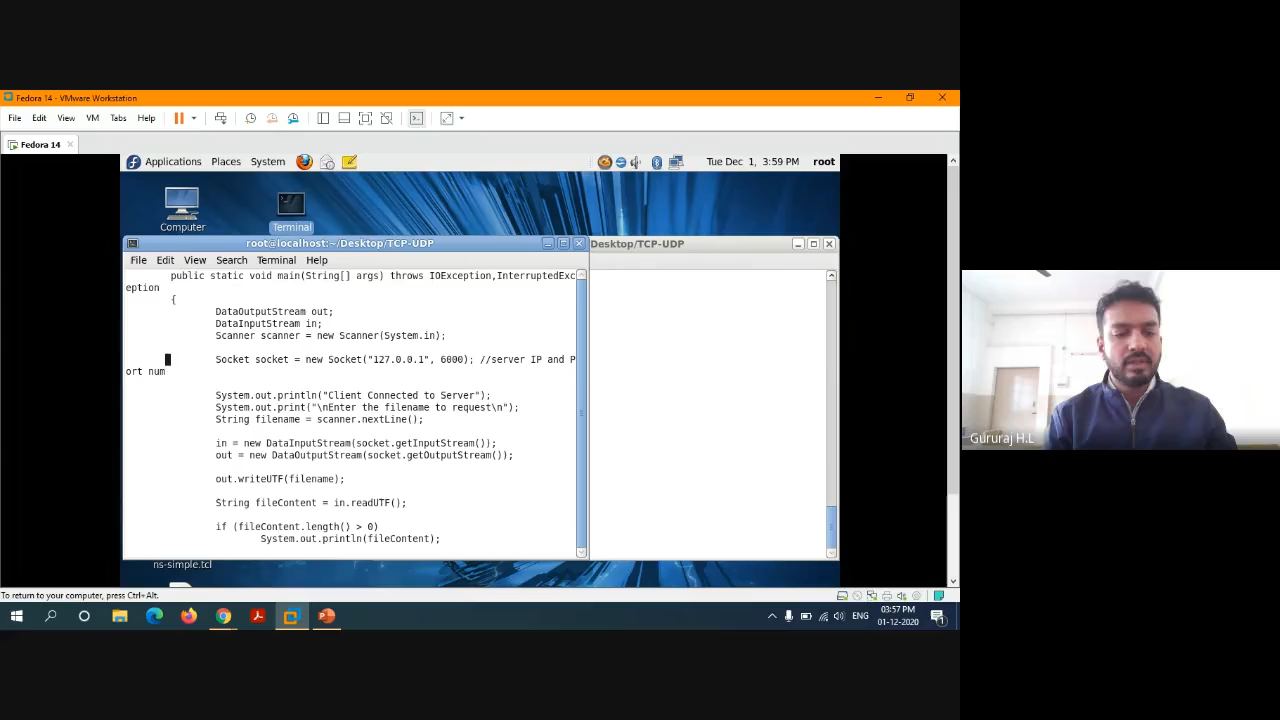 Fedora 14 - VMware Workstation
File Edit View VM Tabs Help
Fedora 14
Applications Places System Tue Dec 1, 3:59 PM root
Computer
Terminal
root@localhost:~/Desktop/TCP-UDP
Desktop/TCP-UDP
File Edit View Search Terminal Help
public static void main(String[] args) throws IOException,InterruptedExc
eption
{
DataOutputStream out;
DataInputStream in;
Scanner scanner = new Scanner(System.in);
Socket socket = new Socket("127.0.0.1", 6000); //server IP and P
ort num
System.out.println("Client Connected to Server");
System.out.print("\nEnter the filename to request\n");
String filename = scanner.nextLine();
in = new DataInputStream(socket.getInputStream());
out = new DataOutputStream(socket.getOutputStream());
out.writeUTF(filename);
String fileContent = in.readUTF();
if (fileContent.length() > 0)
System.out.println(fileContent);
ns-simple.tcl
To return to your computer, press Ctrl+Alt.
ENG
03:57 PM
01-12-2020
1
Gururaj H.L